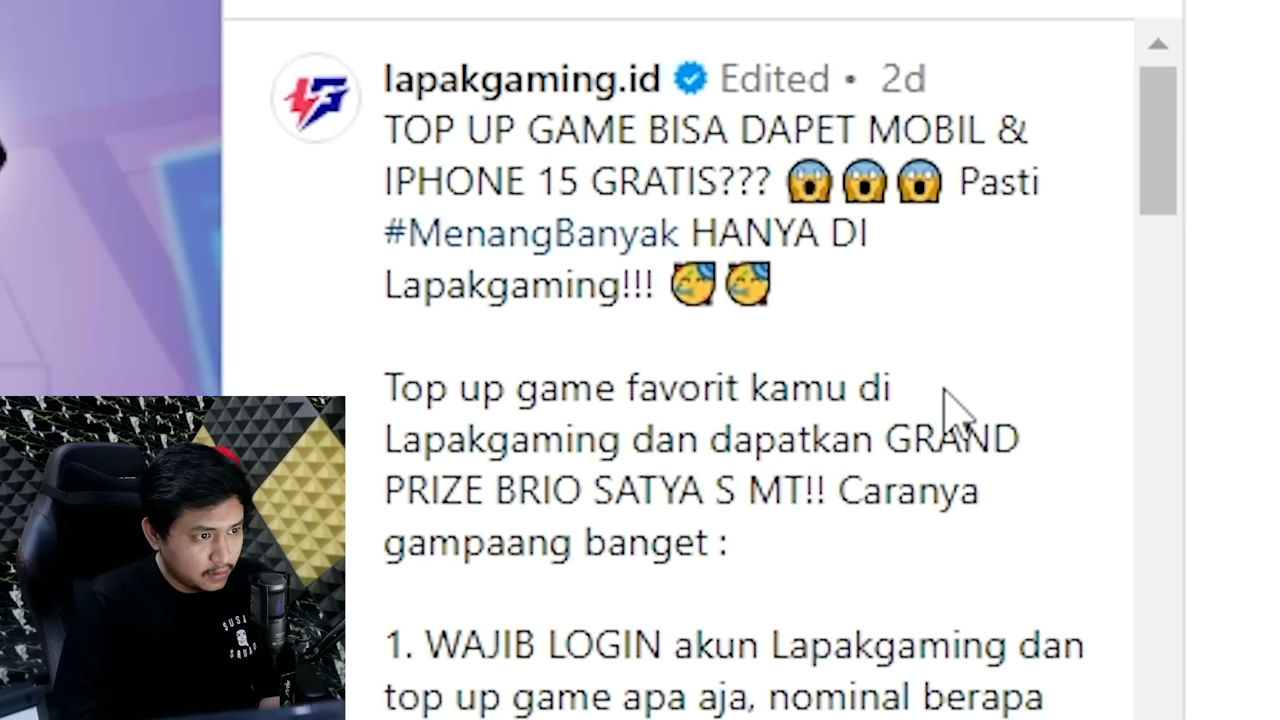 lapakgaming.id Edited • 2d
TOP UP GAME BISA DAPET MOBIL &
IPHONE 15 GRATIS??? 😱😱😱 Pasti
#MenangBanyak HANYA DI
Lapakgaming!!! 🥳🥳
Top up game favorit kamu di
Lapakgaming dan dapatkan GRAND
PRIZE BRIO SATYA S MT!! Caranya
gampaang banget :
1. WAJIB LOGIN akun Lapakgaming dan
top up game apa aja, nominal berapa